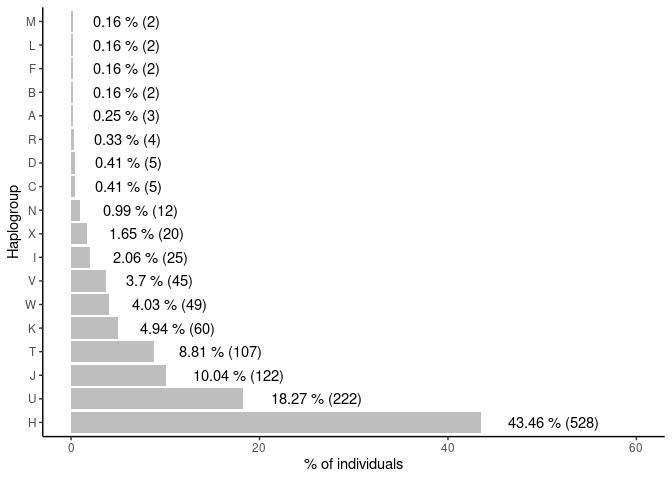 Haplogroup
M 0.16 % (2)
L 0.16 % (2)
F 0.16 % (2)
B 0.16 % (2)
A 0.25 % (3)
R 0.33 % (4)
D 0.41 % (5)
C 0.41 % (5)
N 0.99 % (12)
X 1.65 % (20)
I 2.06 % (25)
V 3.7 % (45)
W 4.03 % (49)
K 4.94 % (60)
T 8.81 % (107)
J 10.04 % (122)
U 18.27 % (222)
H 43.46 % (528)
0 20 40 60
% of individuals